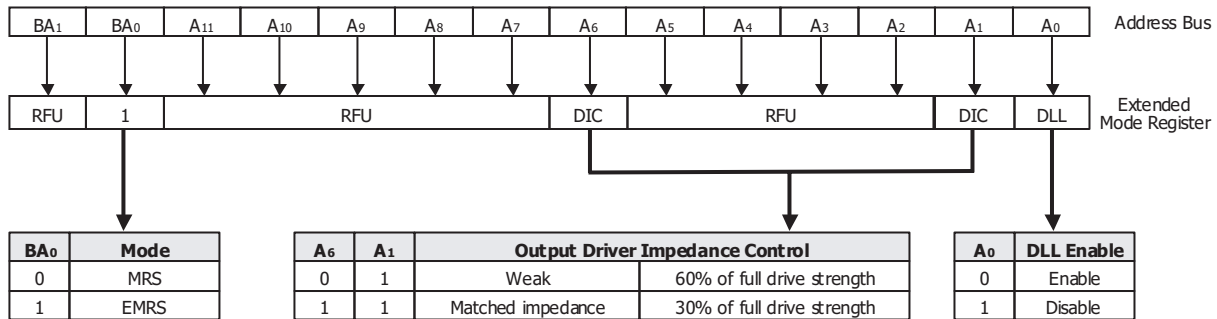 BA1 BA0 A11 A10 A9 A8 A7 A6 A5 A4 A3 A2 A1 A0 Address Bus
RFU 1 RFU DIC RFU DIC DLL Extended
Mode Register
BA0 Mode
0 MRS
1 EMRS
A6 A1 Output Driver Impedance Control
0 1 Weak 60% of full drive strength
1 1 Matched impedance 30% of full drive strength
A0 DLL Enable
0 Enable
1 Disable